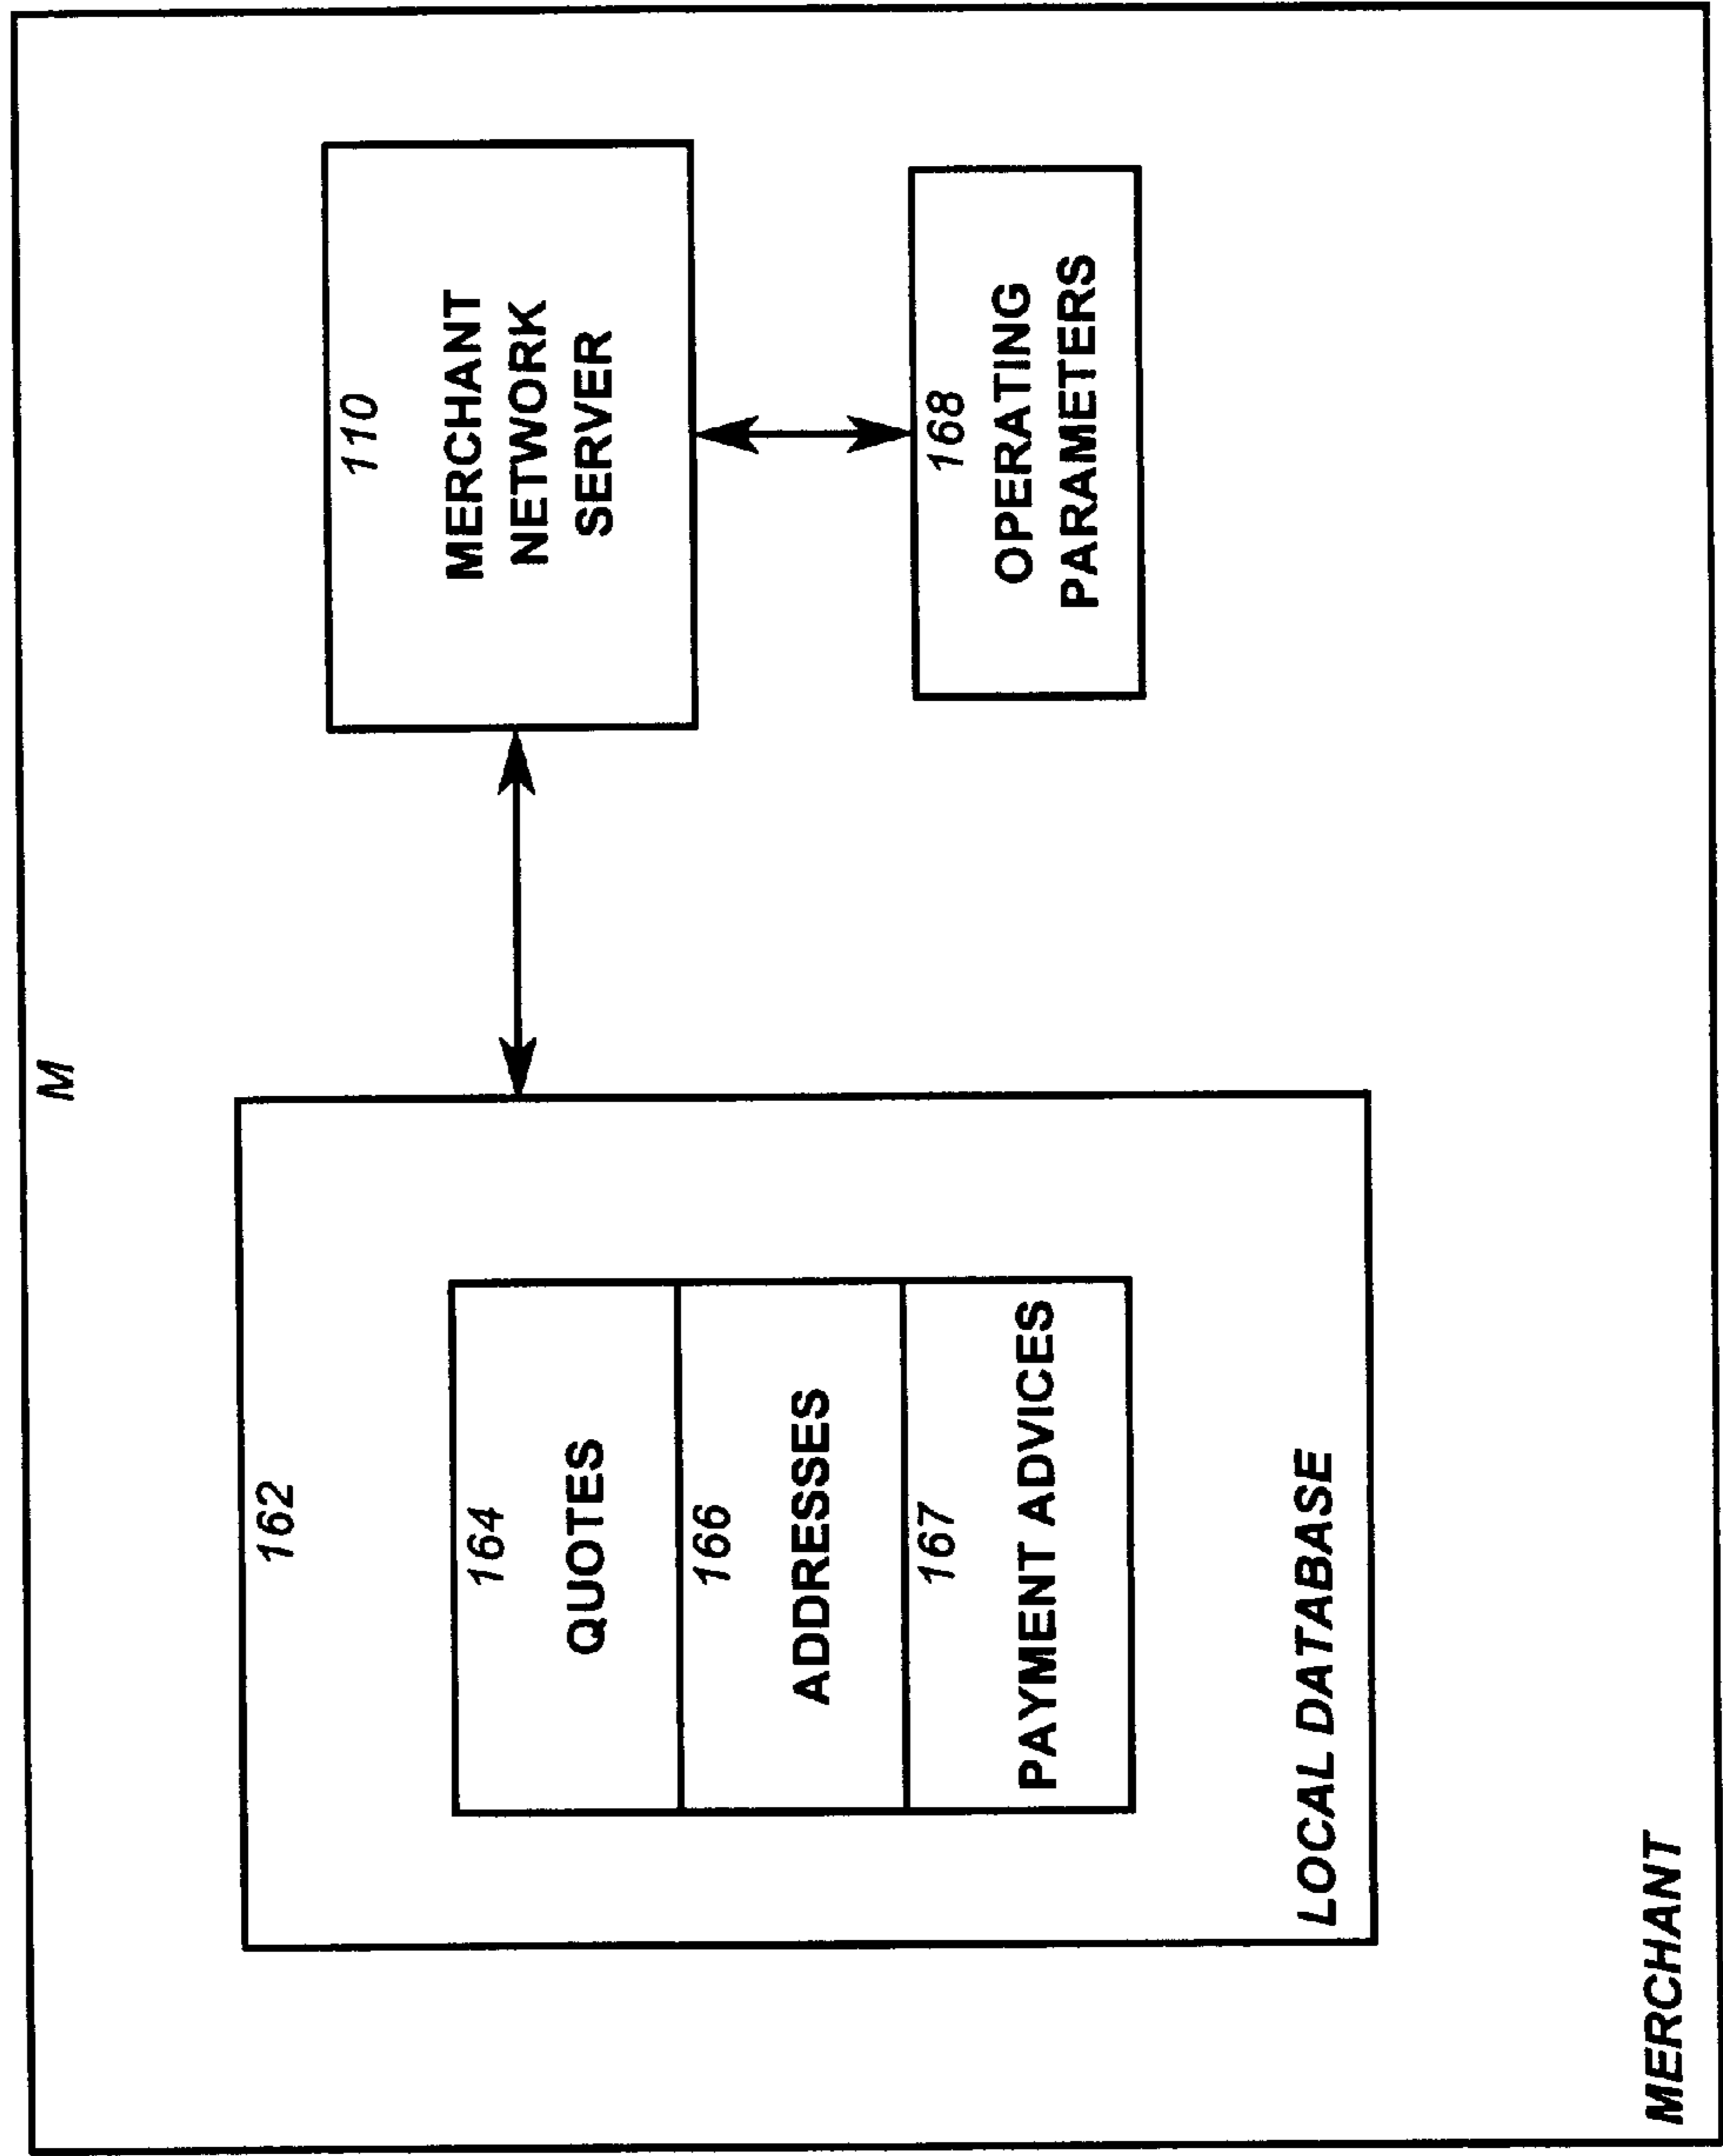 M
162
164
QUOTES
166
ADDRESSES
167
PAYMENT ADVICES
LOCAL DATABASE
110
MERCHANT
NETWORK
SERVER
168
OPERATING
PARAMETERS
MERCHANT